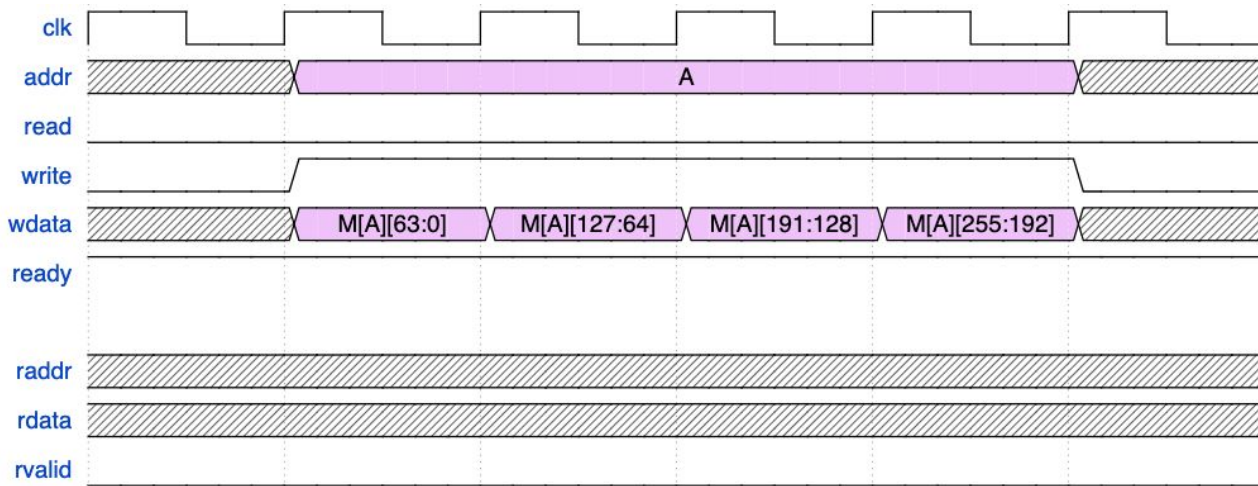 clk
addr A
read
write
wdata M[A][63:0] M[A][127:64] M[A][191:128] M[A][255:192]
ready
raddr
rdata
rvalid